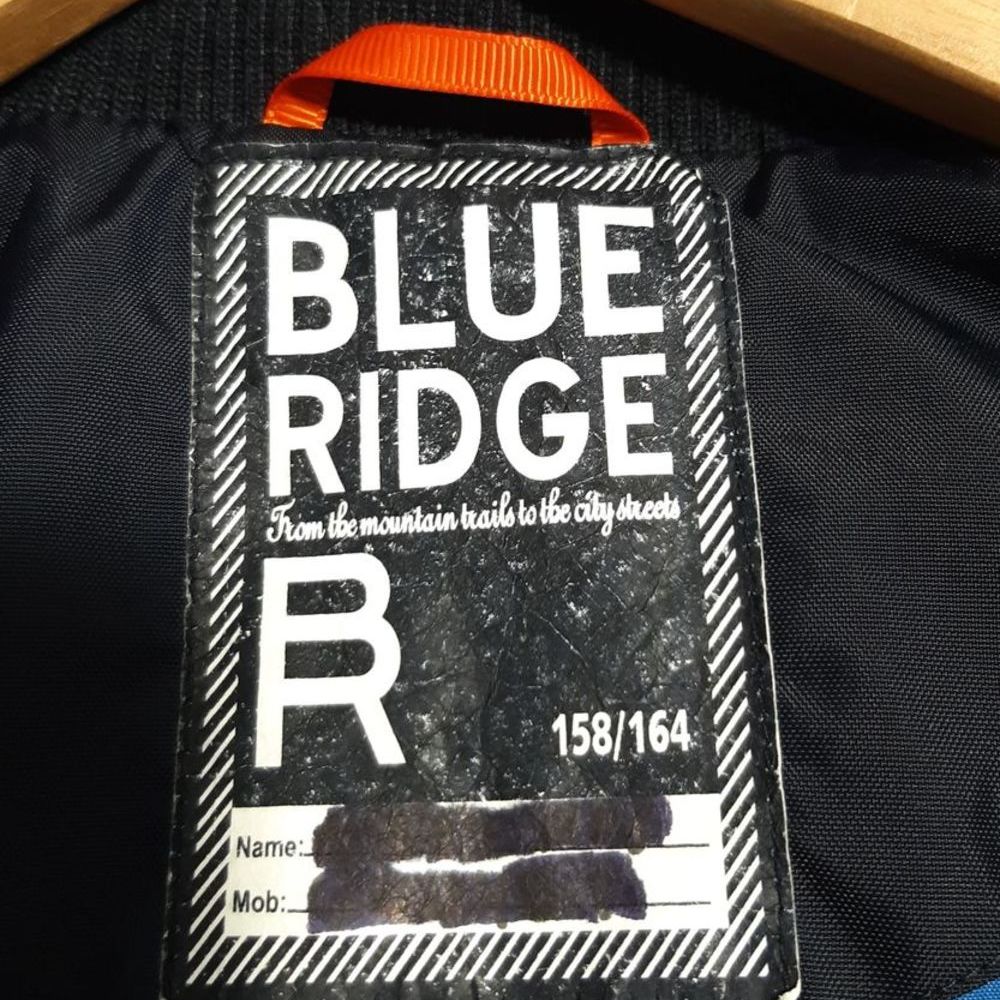 BLUE
RIDGE
From the mountain trails to the city streets
R
158/164
Name:
Mob: